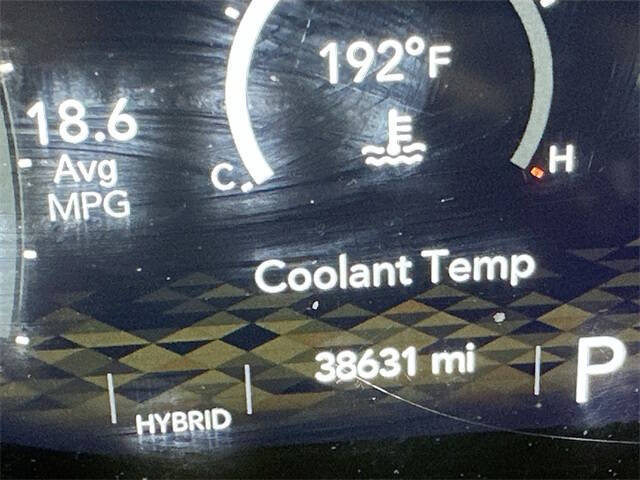 192°F
18.6
Avg
MPG
C
H
Coolant Temp
38631 mi
P
HYBRID